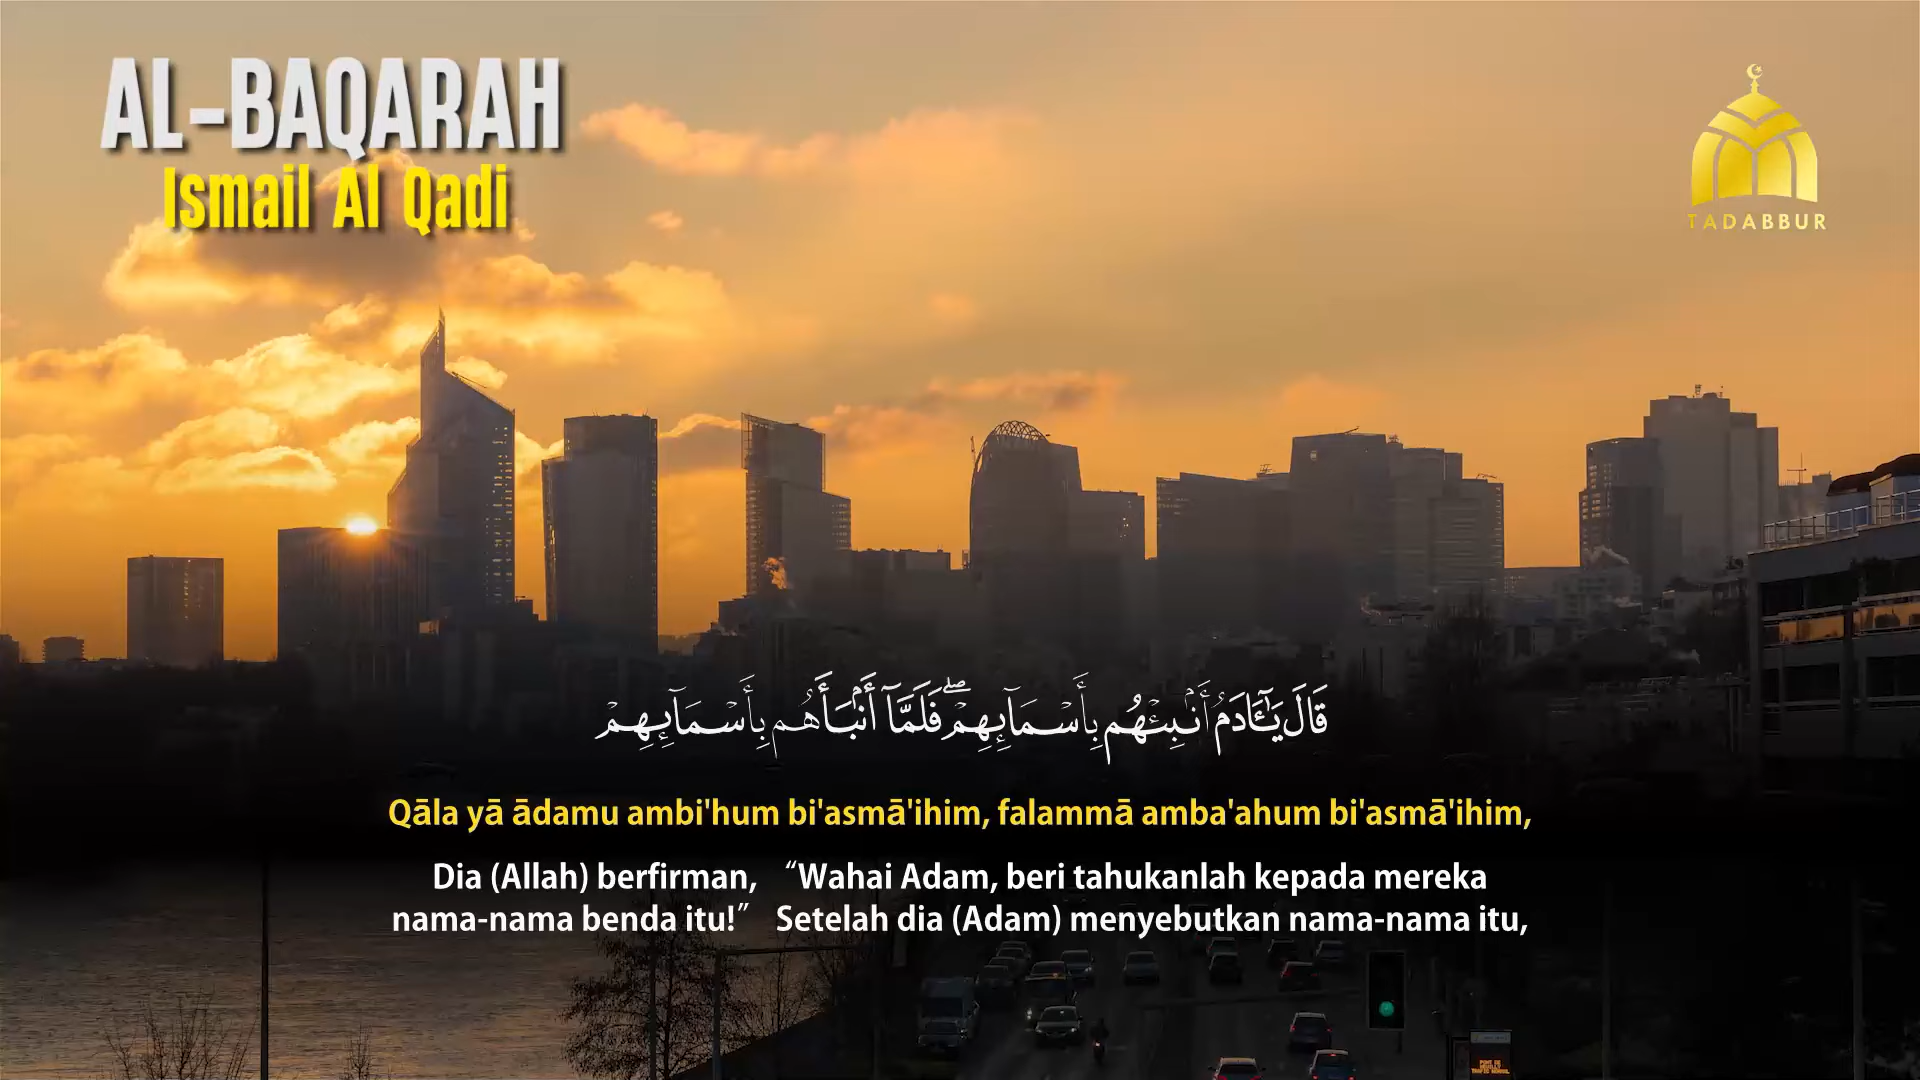 AL-BAQARAH
Ismail Al Qadi
TADABBUR
قَالَ يَـٰٓـَٔادَمُ أَنۢبِئْهُم بِأَسْمَآئِهِمْ ۖ فَلَمَّآ أَنۢبَأَهُم بِأَسْمَآئِهِمْ
Qāla yā ādamu ambi'hum bi'asmā'ihim, falammā amba'ahum bi'asmā'ihim,
Dia (Allah) berfirman, “Wahai Adam, beri tahukanlah kepada mereka
nama-nama benda itu!” Setelah dia (Adam) menyebutkan nama-nama itu,